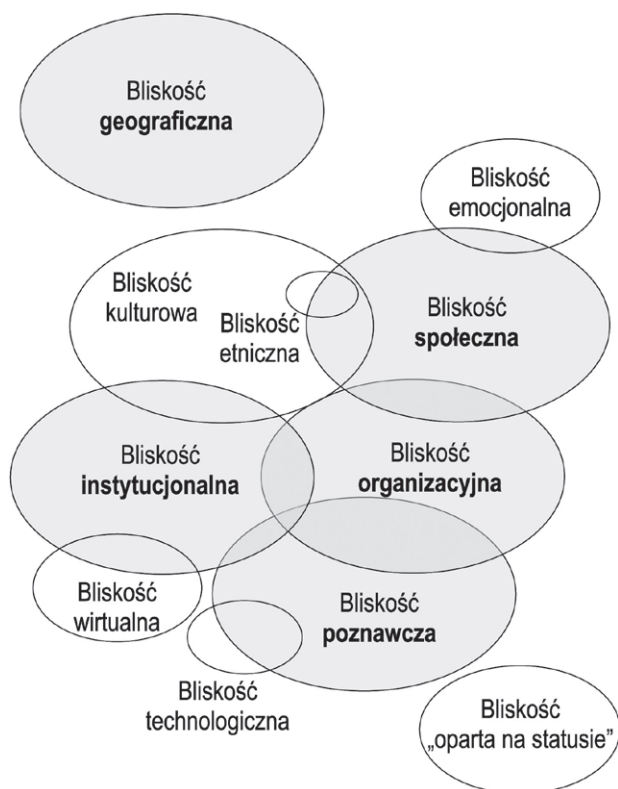 Bliskość
geograficzna
Bliskość
emocjonalna
Bliskość
kulturowa
Bliskość
etniczna
Bliskość
społeczna
Bliskość
instytucjonalna
Bliskość
organizacyjna
Bliskość
wirtualna
Bliskość
poznawcza
Bliskość
technologiczna
Bliskość
„oparta na statusie”